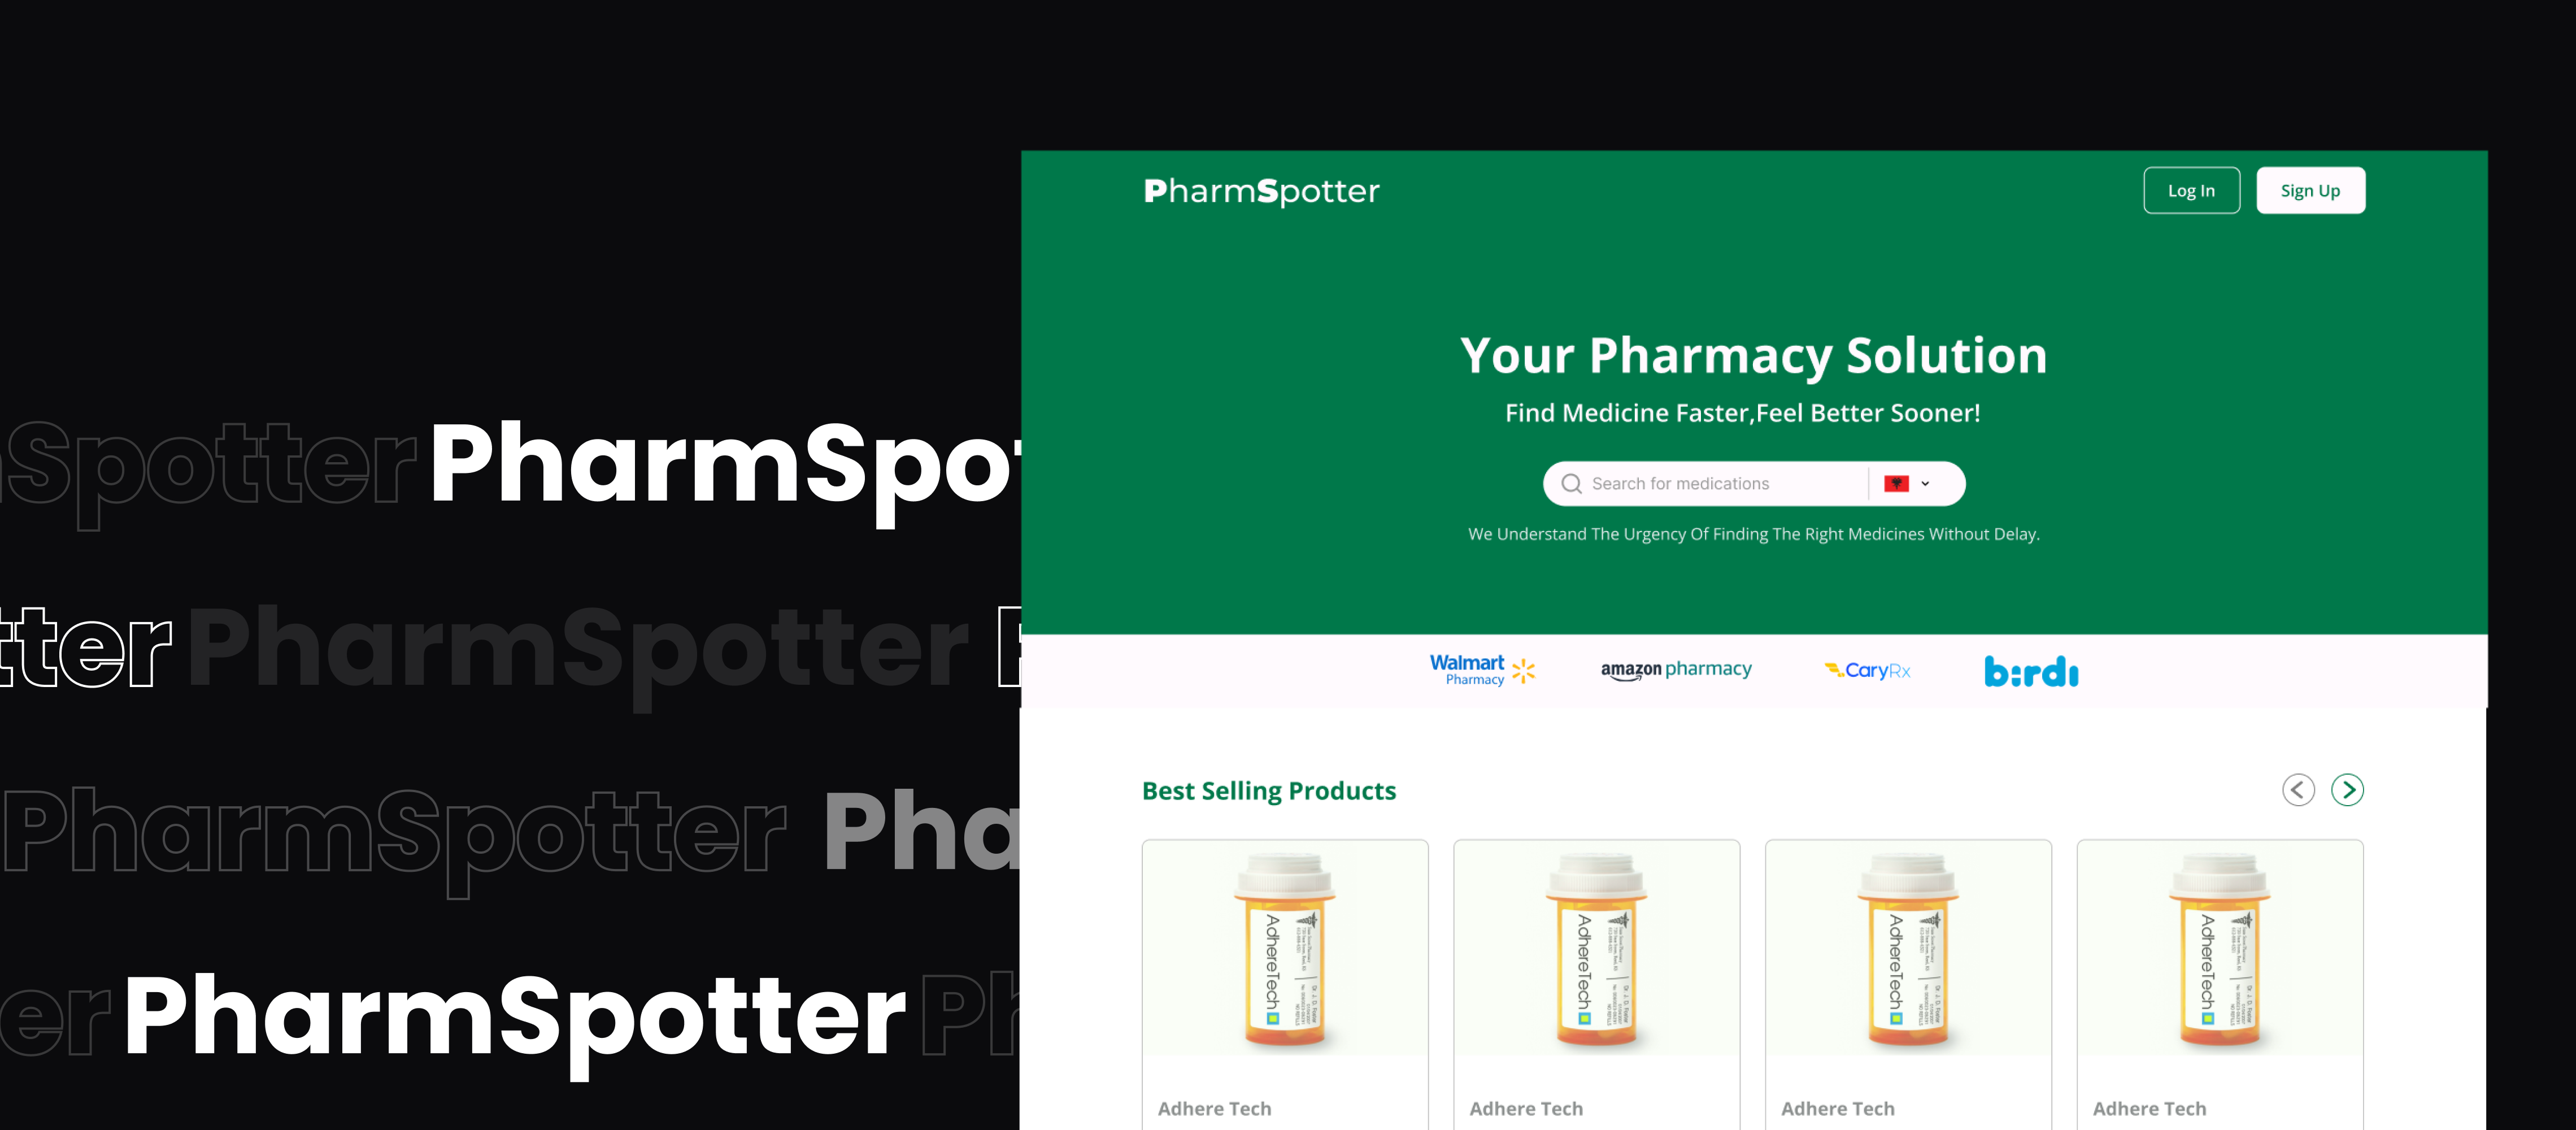 Spotter PharmSpot
tter PharmSpotter
PharmSpotter Pha
er PharmSpotter Ph
PharmSpotter
Log In
Sign Up
Your Pharmacy Solution
Find Medicine Faster,Feel Better Sooner!
Search for medications
We Understand The Urgency Of Finding The Right Medicines Without Delay.
Walmart
Pharmacy
amazon pharmacy
CaryRx
birdi
Best Selling Products
AdhereTech
AdhereTech
AdhereTech
AdhereTech
Adhere Tech
Adhere Tech
Adhere Tech
Adhere Tech